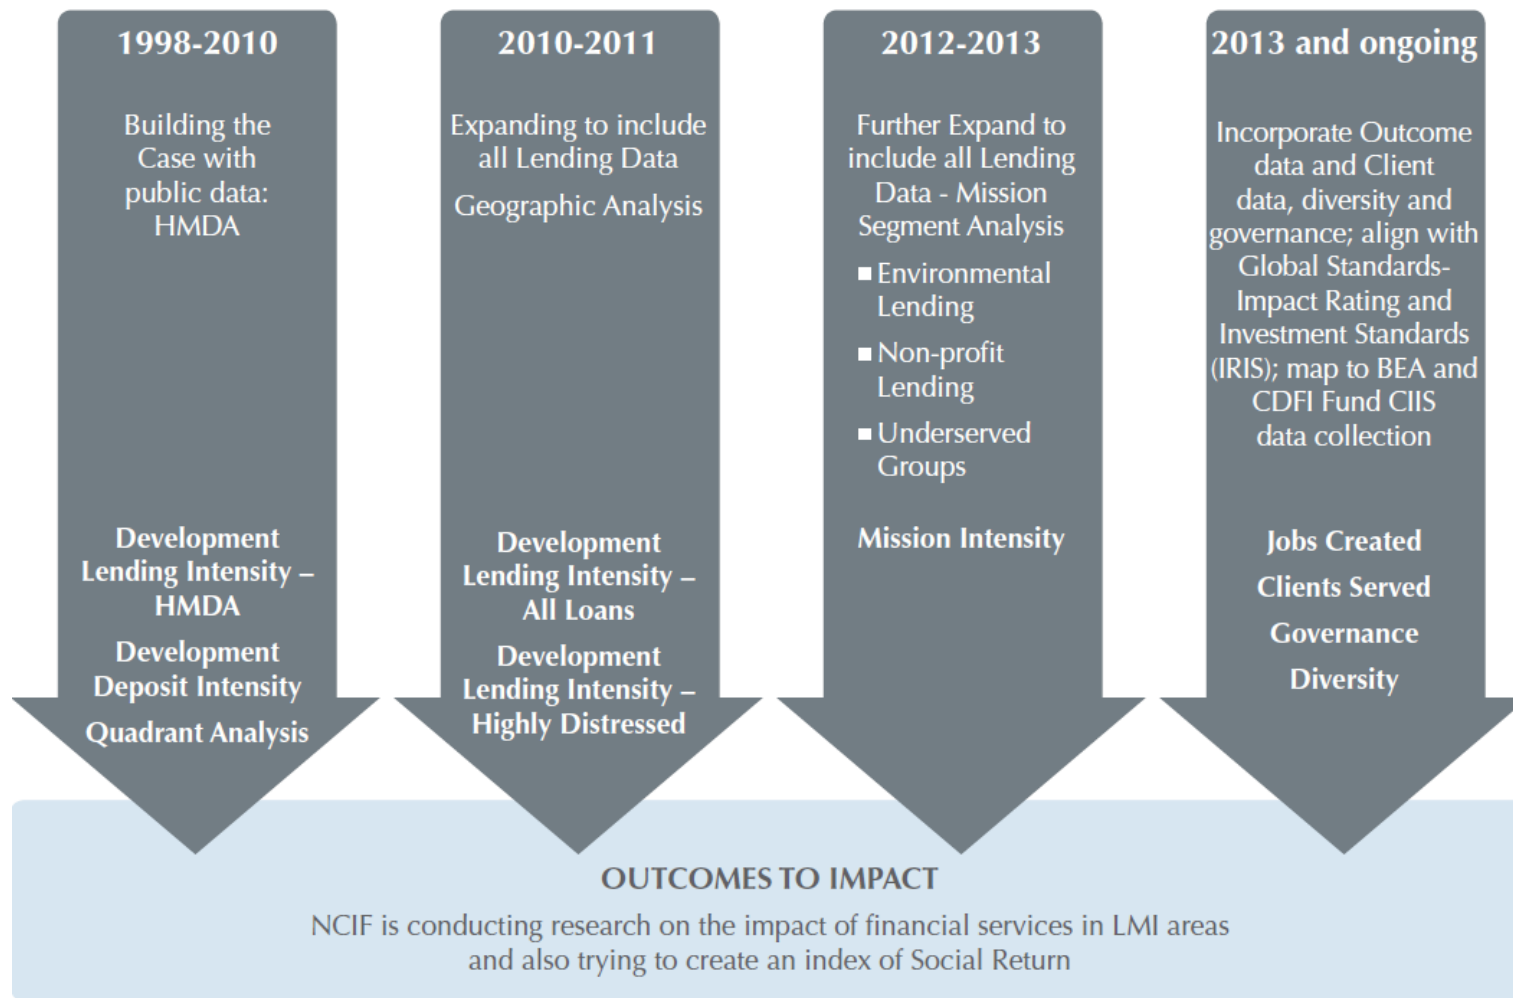 1998-2010
Building the
Case with
public data:
HMDA
Development
Lending Intensity –
HMDA
Development
Deposit Intensity
Quadrant Analysis
2010-2011
Expanding to include
all Lending Data
Geographic Analysis
Development
Lending Intensity –
All Loans
Development
Lending Intensity –
Highly Distressed
2012-2013
Further Expand to
include all Lending
Data - Mission
Segment Analysis
Environmental
Lending
Non-profit
Lending
Underserved
Groups
Mission Intensity
2013 and ongoing
Incorporate Outcome
data and Client
data, diversity and
governance; align with
Global Standards-
Impact Rating and
Investment Standards
(IRIS); map to BEA and
CDFI Fund CIIS
data collection
Jobs Created
Clients Served
Governance
Diversity
OUTCOMES TO IMPACT
NCIF is conducting research on the impact of financial services in LMI areas
and also trying to create an index of Social Return